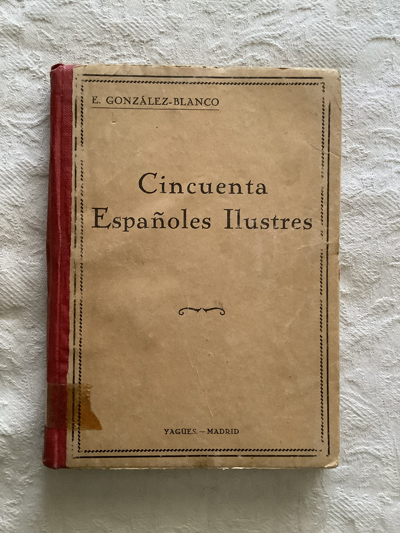 E. GONZÁLEZ-BLANCO
Cincuenta
Españoles Ilustres
YAGÜES.—MADRID